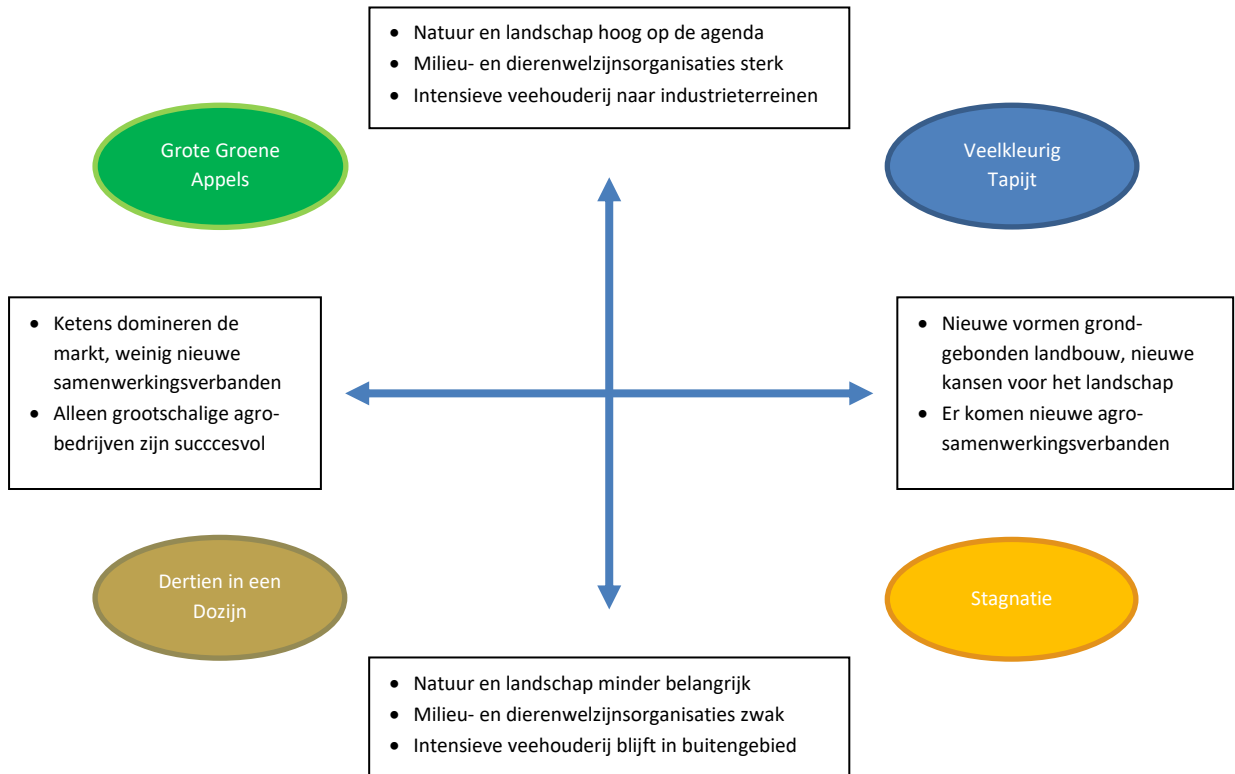 • Natuur en landschap hoog op de agenda
• Milieu- en dierenwelzijnsorganisaties sterk
• Intensieve veehouderij naar industrieterreinen
Grote Groene
Appels
Veelkleurig
Tapijt
• Ketens domineren de
markt, weinig nieuwe
samenwerkingsverbanden
• Alleen grootschalige agro-
bedrijven zijn succcesvol
• Nieuwe vormen grond-
gebonden landbouw, nieuwe
kansen voor het landschap
• Er komen nieuwe agro-
samenwerkingsverbanden
Dertien in een
Dozijn
Stagnatie
• Natuur en landschap minder belangrijk
• Milieu- en dierenwelzijnsorganisaties zwak
• Intensieve veehouderij blijft in buitengebied